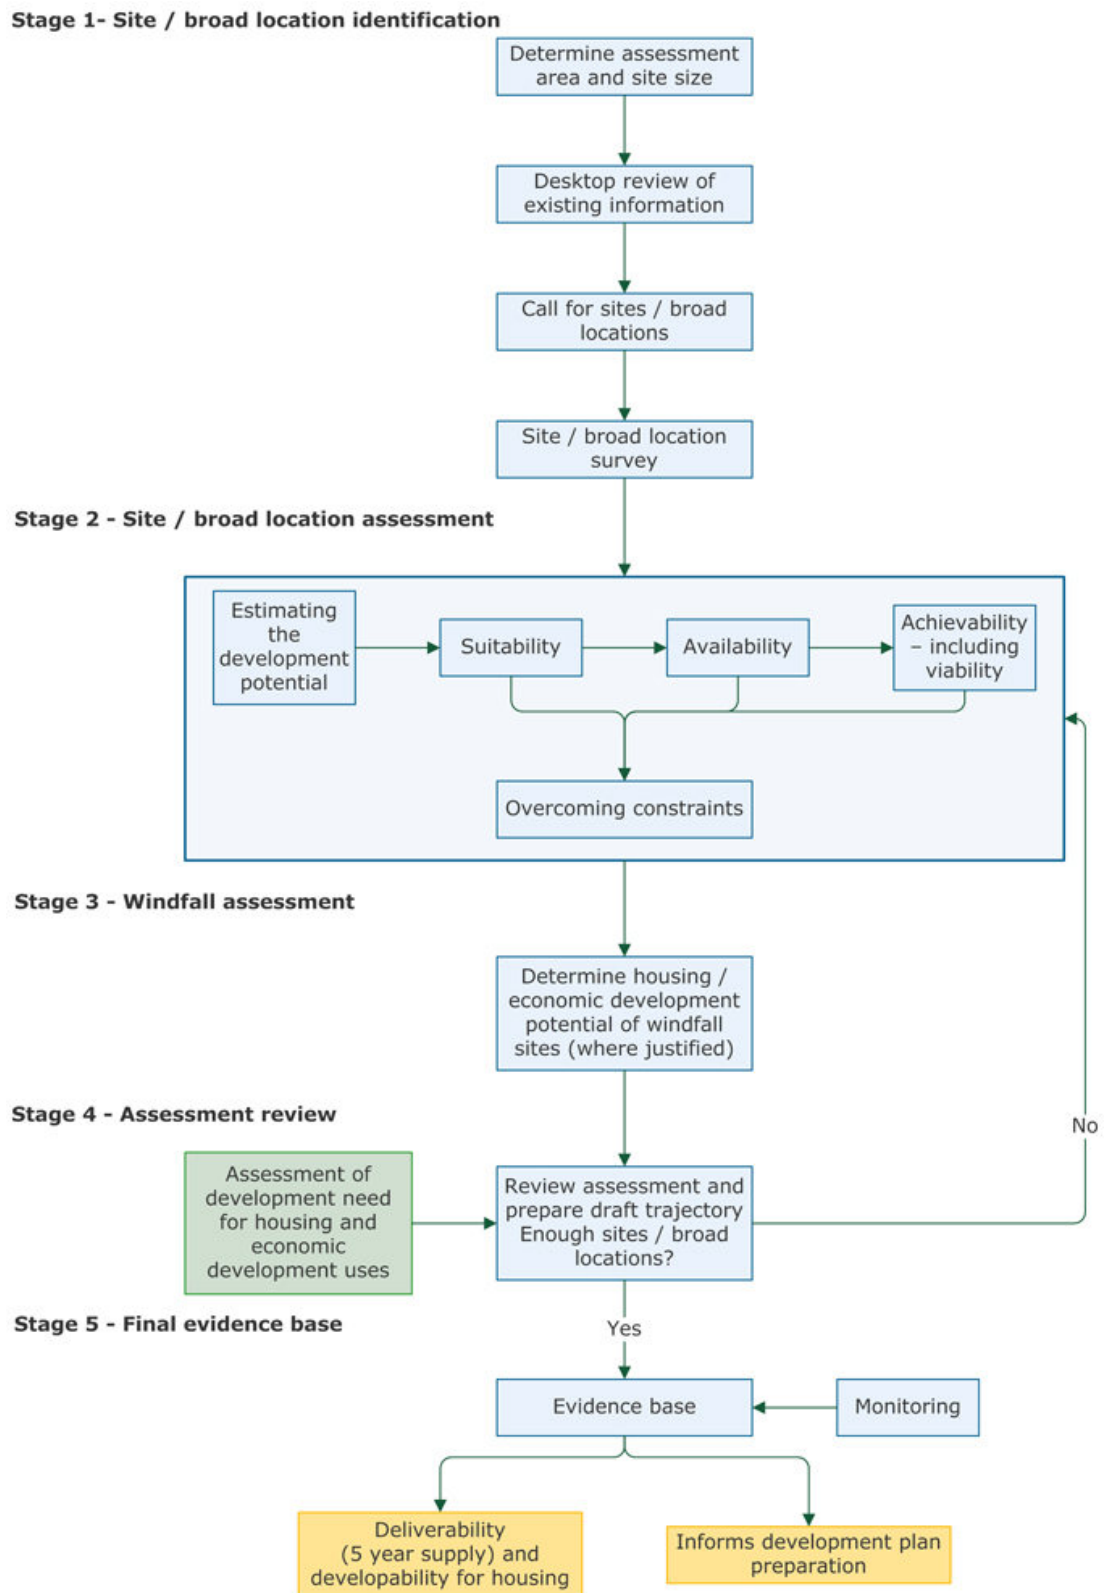 Stage 1- Site / broad location identification
Determine assessment
area and site size
Desktop review of
existing information
Call for sites / broad
locations
Site / broad location
survey
Stage 2 - Site / broad location assessment
Estimating
the
development
potential
Suitability
Availability
Achievability
– including
viability
Overcoming constraints
Stage 3 - Windfall assessment
Determine housing /
economic development
potential of windfall
sites (where justified)
Stage 4 - Assessment review
No
Assessment of
development need
for housing and
economic
development uses
Review assessment and
prepare draft trajectory
Enough sites / broad
locations?
Stage 5 - Final evidence base
Yes
Evidence base
Monitoring
Deliverability
(5 year supply) and
developability for housing
Informs development plan
preparation